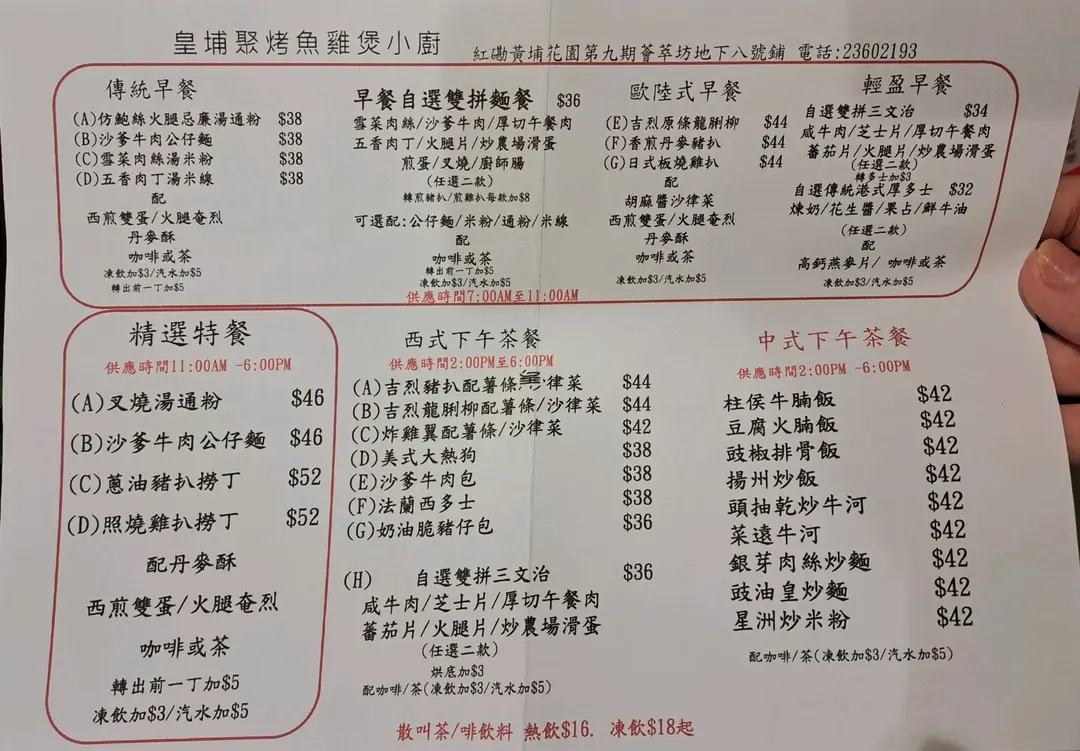 皇埔聚烤魚雞煲小廚
紅磡黃埔花園第九期薈萃坊地下八號鋪 電話:23602193
傳統早餐
(A)仿鮑絲火腿忌廉湯通粉 $38
(B)沙爹牛肉公仔麵 $38
(C)雪菜肉絲湯米粉 $38
(D)五香肉丁湯米線 $38
配
西煎雙蛋/火腿奄烈
丹麥酥
咖啡或茶
凍飲加$3/汽水加$5
轉出前一丁加$5
早餐自選雙拼麵餐 $36
雪菜肉絲/沙爹牛肉/厚切午餐肉
五香肉丁/火腿片/炒農場滑蛋
煎蛋/叉燒/廚師腸
(任選二款)
轉煎豬扒/煎雞扒每款加$8
可選配:公仔麵/米粉/通粉/米線
配
咖啡或茶
轉出前一丁加$5
凍飲加$3/汽水加$5
供應時間7:00AM至11:00AM
歐陸式早餐
(E)吉烈原條龍脷柳 $44
(F)香煎丹麥豬扒 $44
(G)日式板燒雞扒 $44
配
胡麻醬沙律菜
西煎雙蛋/火腿奄烈
丹麥酥
咖啡或茶
凍飲加$3/汽水加$5
輕盈早餐
自選雙拼三文治 $34
咸牛肉/芝士片/厚切午餐肉
蕃茄片/火腿片/炒農場滑蛋
(任選二款)
轉多士加$3
自選傳統港式厚多士 $32
煉奶/花生醬/果占/鮮牛油
(任選二款)
配
高鈣燕麥片/ 咖啡或茶
凍飲加$3/汽水加$5
精選特餐
供應時間11:00AM -6:00PM
(A)叉燒湯通粉 $46
(B)沙爹牛肉公仔麵 $46
(C)蔥油豬扒撈丁 $52
(D)照燒雞扒撈丁 $52
配丹麥酥
西煎雙蛋/火腿奄烈
咖啡或茶
轉出前一丁加$5
凍飲加$3/汽水加$5
西式下午茶餐
供應時間2:00PM至6:00PM
(A)吉烈豬扒配薯條/沙律菜 $44
(B)吉烈龍脷柳配薯條/沙律菜 $44
(C)炸雞翼配薯條/沙律菜 $42
(D)美式大熱狗 $38
(E)沙爹牛肉包 $38
(F)法蘭西多士 $38
(G)奶油脆豬仔包 $36
(H) 自選雙拼三文治 $36
咸牛肉/芝士片/厚切午餐肉
蕃茄片/火腿片/炒農場滑蛋
(任選二款)
烘底加$3
配咖啡/茶(凍飲加$3/汽水加$5)
中式下午茶餐
供應時間2:00PM -6:00PM
柱侯牛腩飯 $42
豆腐火腩飯 $42
豉椒排骨飯 $42
揚州炒飯 $42
頭抽乾炒牛河 $42
菜遠牛河 $42
銀芽肉絲炒麵 $42
豉油皇炒麵 $42
星洲炒米粉 $42
配咖啡/茶(凍飲加$3/汽水加$5)
散叫茶/啡飲料 熱飲$16. 凍飲$18起